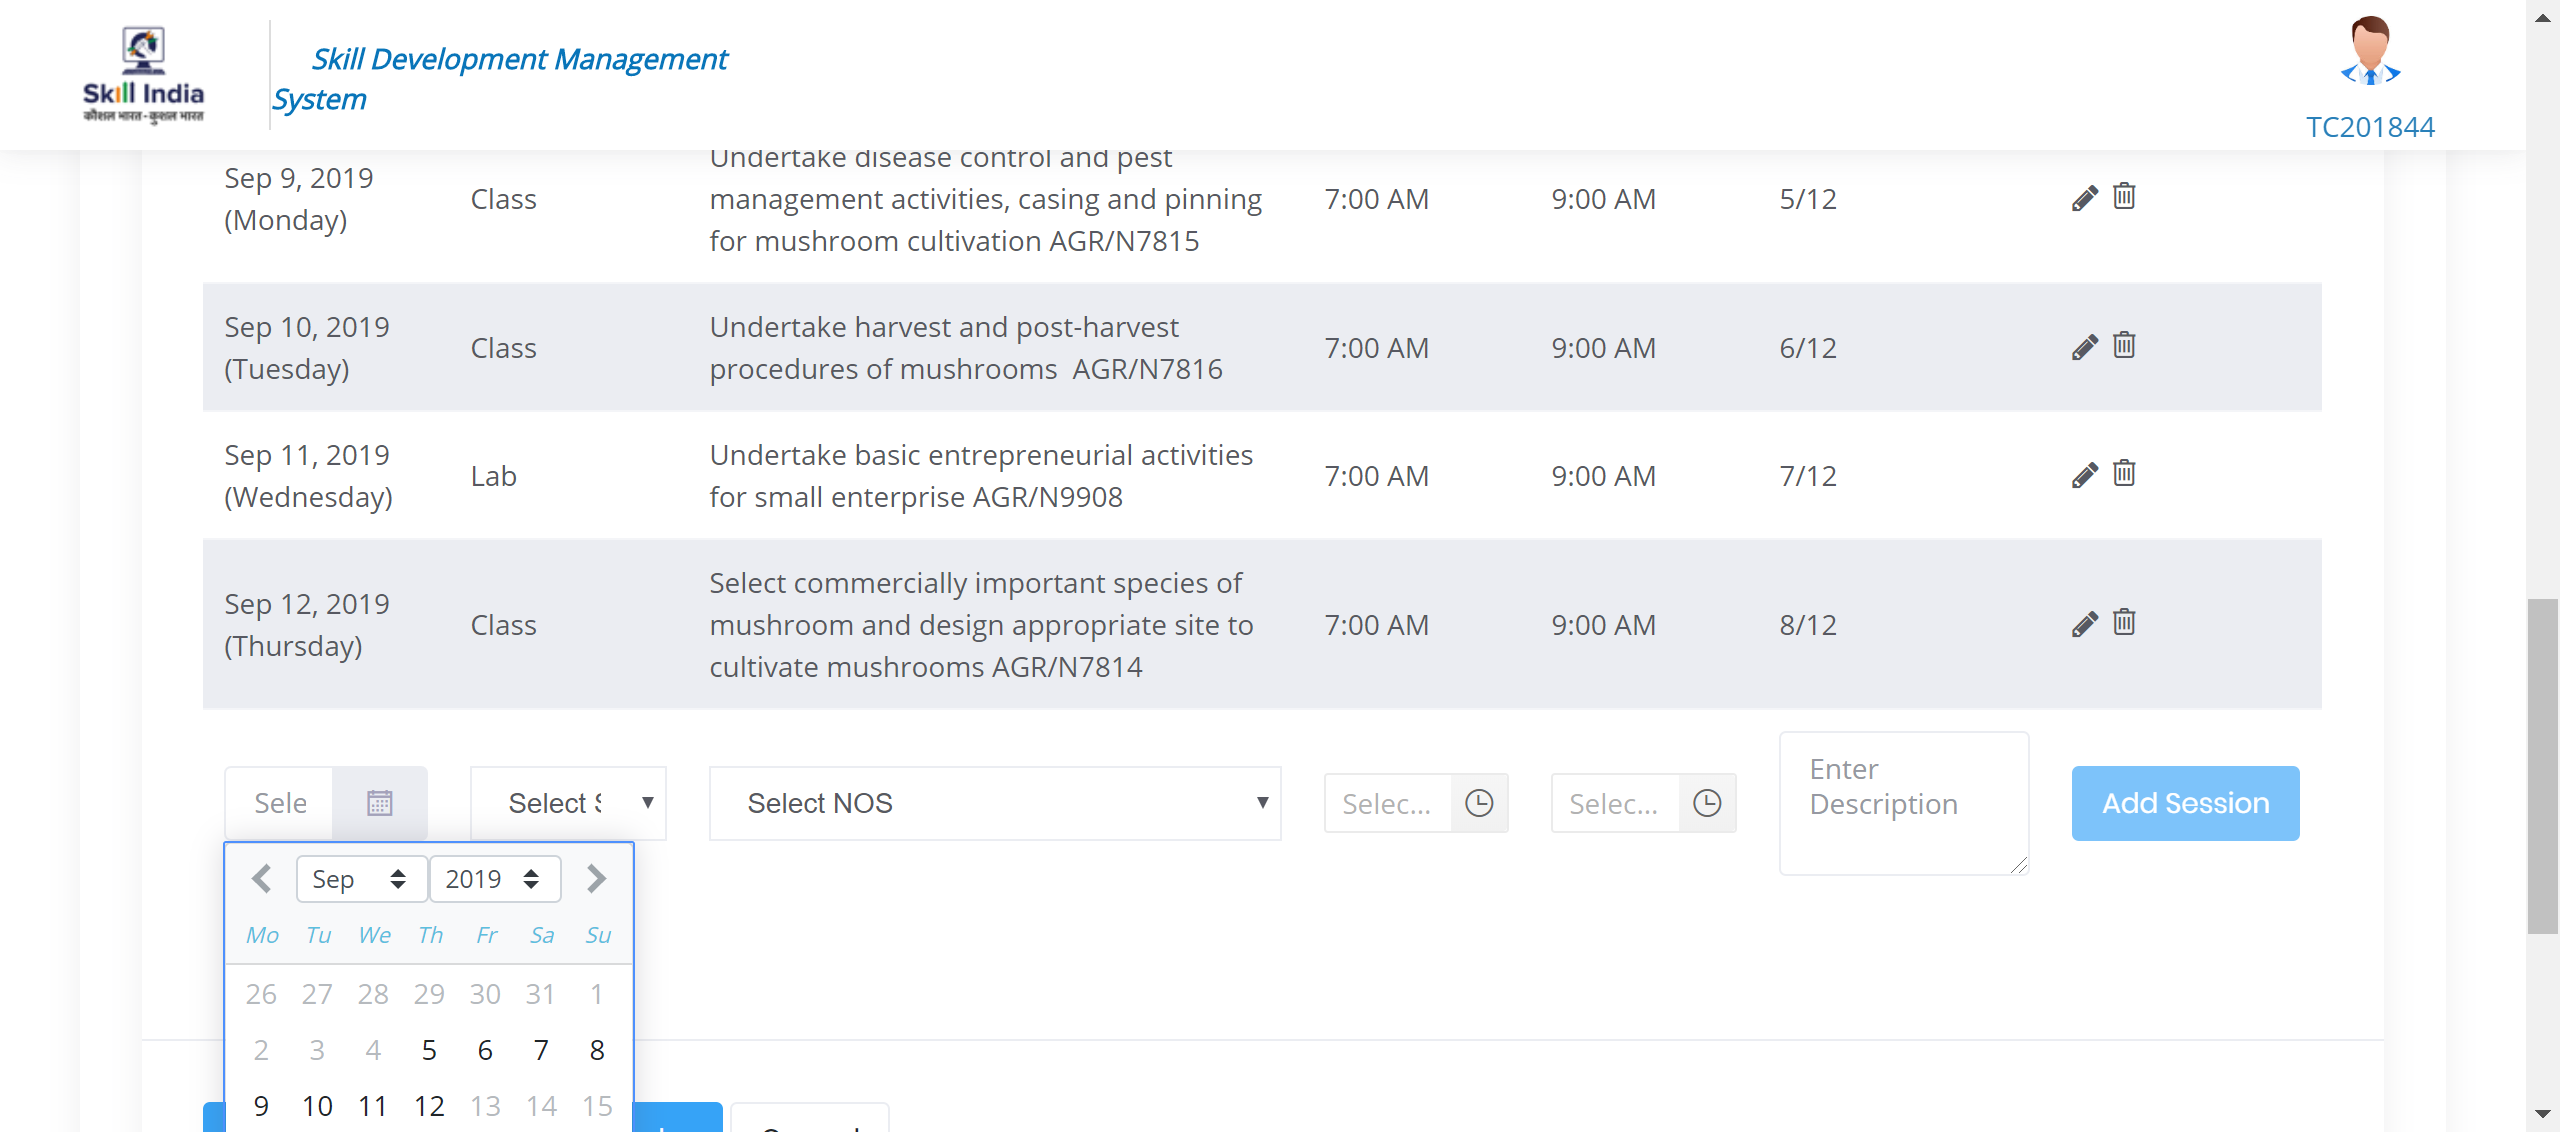 Skill India
कौशल भारत-कुशल भारत
Skill Development Management
System
TC201844
Undertake disease control and pest
Sep 9, 2019
(Monday)
Class
management activities, casing and pinning
for mushroom cultivation AGR/N7815
7:00 AM
9:00 AM
5/12
Sep 10, 2019
(Tuesday)
Class
Undertake harvest and post-harvest
procedures of mushrooms  AGR/N7816
7:00 AM
9:00 AM
6/12
Sep 11, 2019
(Wednesday)
Lab
Undertake basic entrepreneurial activities
for small enterprise AGR/N9908
7:00 AM
9:00 AM
7/12
Sep 12, 2019
(Thursday)
Class
Select commercially important species of
mushroom and design appropriate site to
cultivate mushrooms AGR/N7814
7:00 AM
9:00 AM
8/12
Sele
Select
Select NOS
Selec...
Selec...
Enter
Description
Add Session
Sep 2019
Mo Tu We Th Fr Sa Su
26 27 28 29 30 31 1
2 3 4 5 6 7 8
9 10 11 12 13 14 15